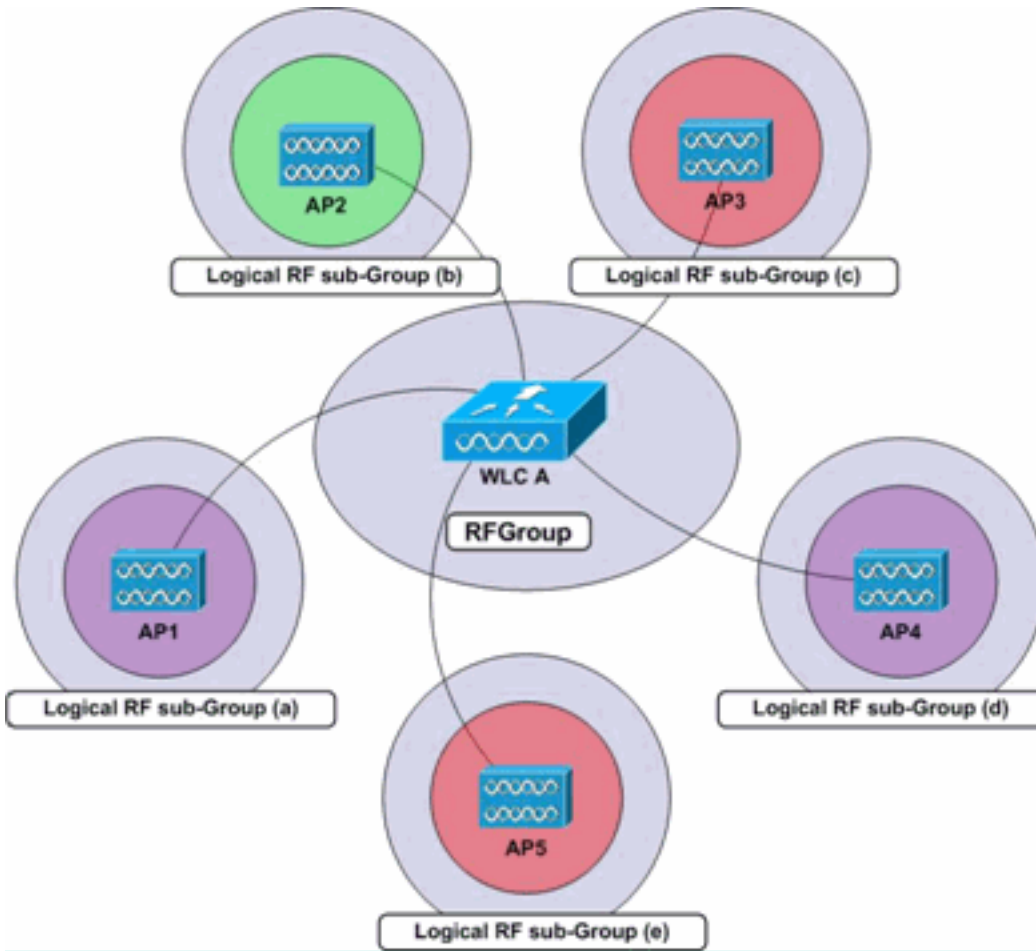 AP2
Logical RF sub-Group (b)
AP3
Logical RF sub-Group (c)
WLC A
RFGroup
AP1
Logical RF sub-Group (a)
AP4
Logical RF sub-Group (d)
AP5
Logical RF sub-Group (e)